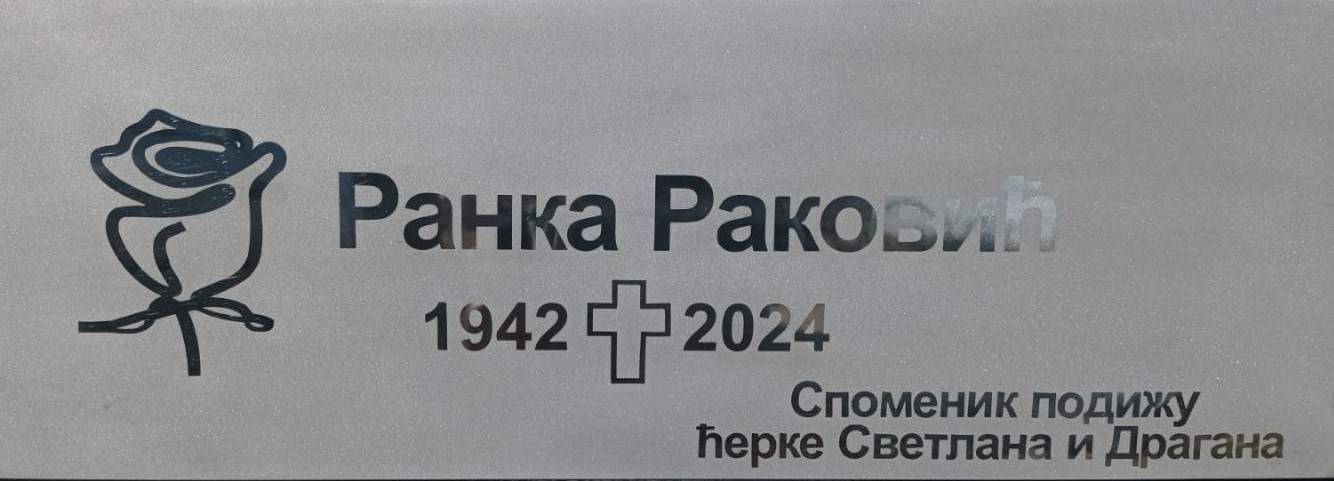 Ранка Раковић
1942 2024
Споменик подижу
ћерке Светлана и Драгана